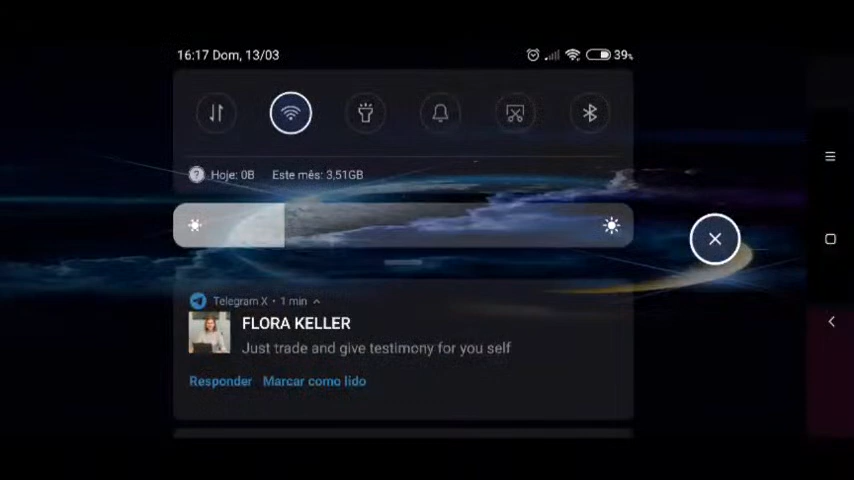 16:17 Dom, 13/03
39%
Hoje: 0B Este mês: 3,51GB
Telegram X • 1 min
FLORA KELLER
Just trade and give testimony for you self
Responder Marcar como lido